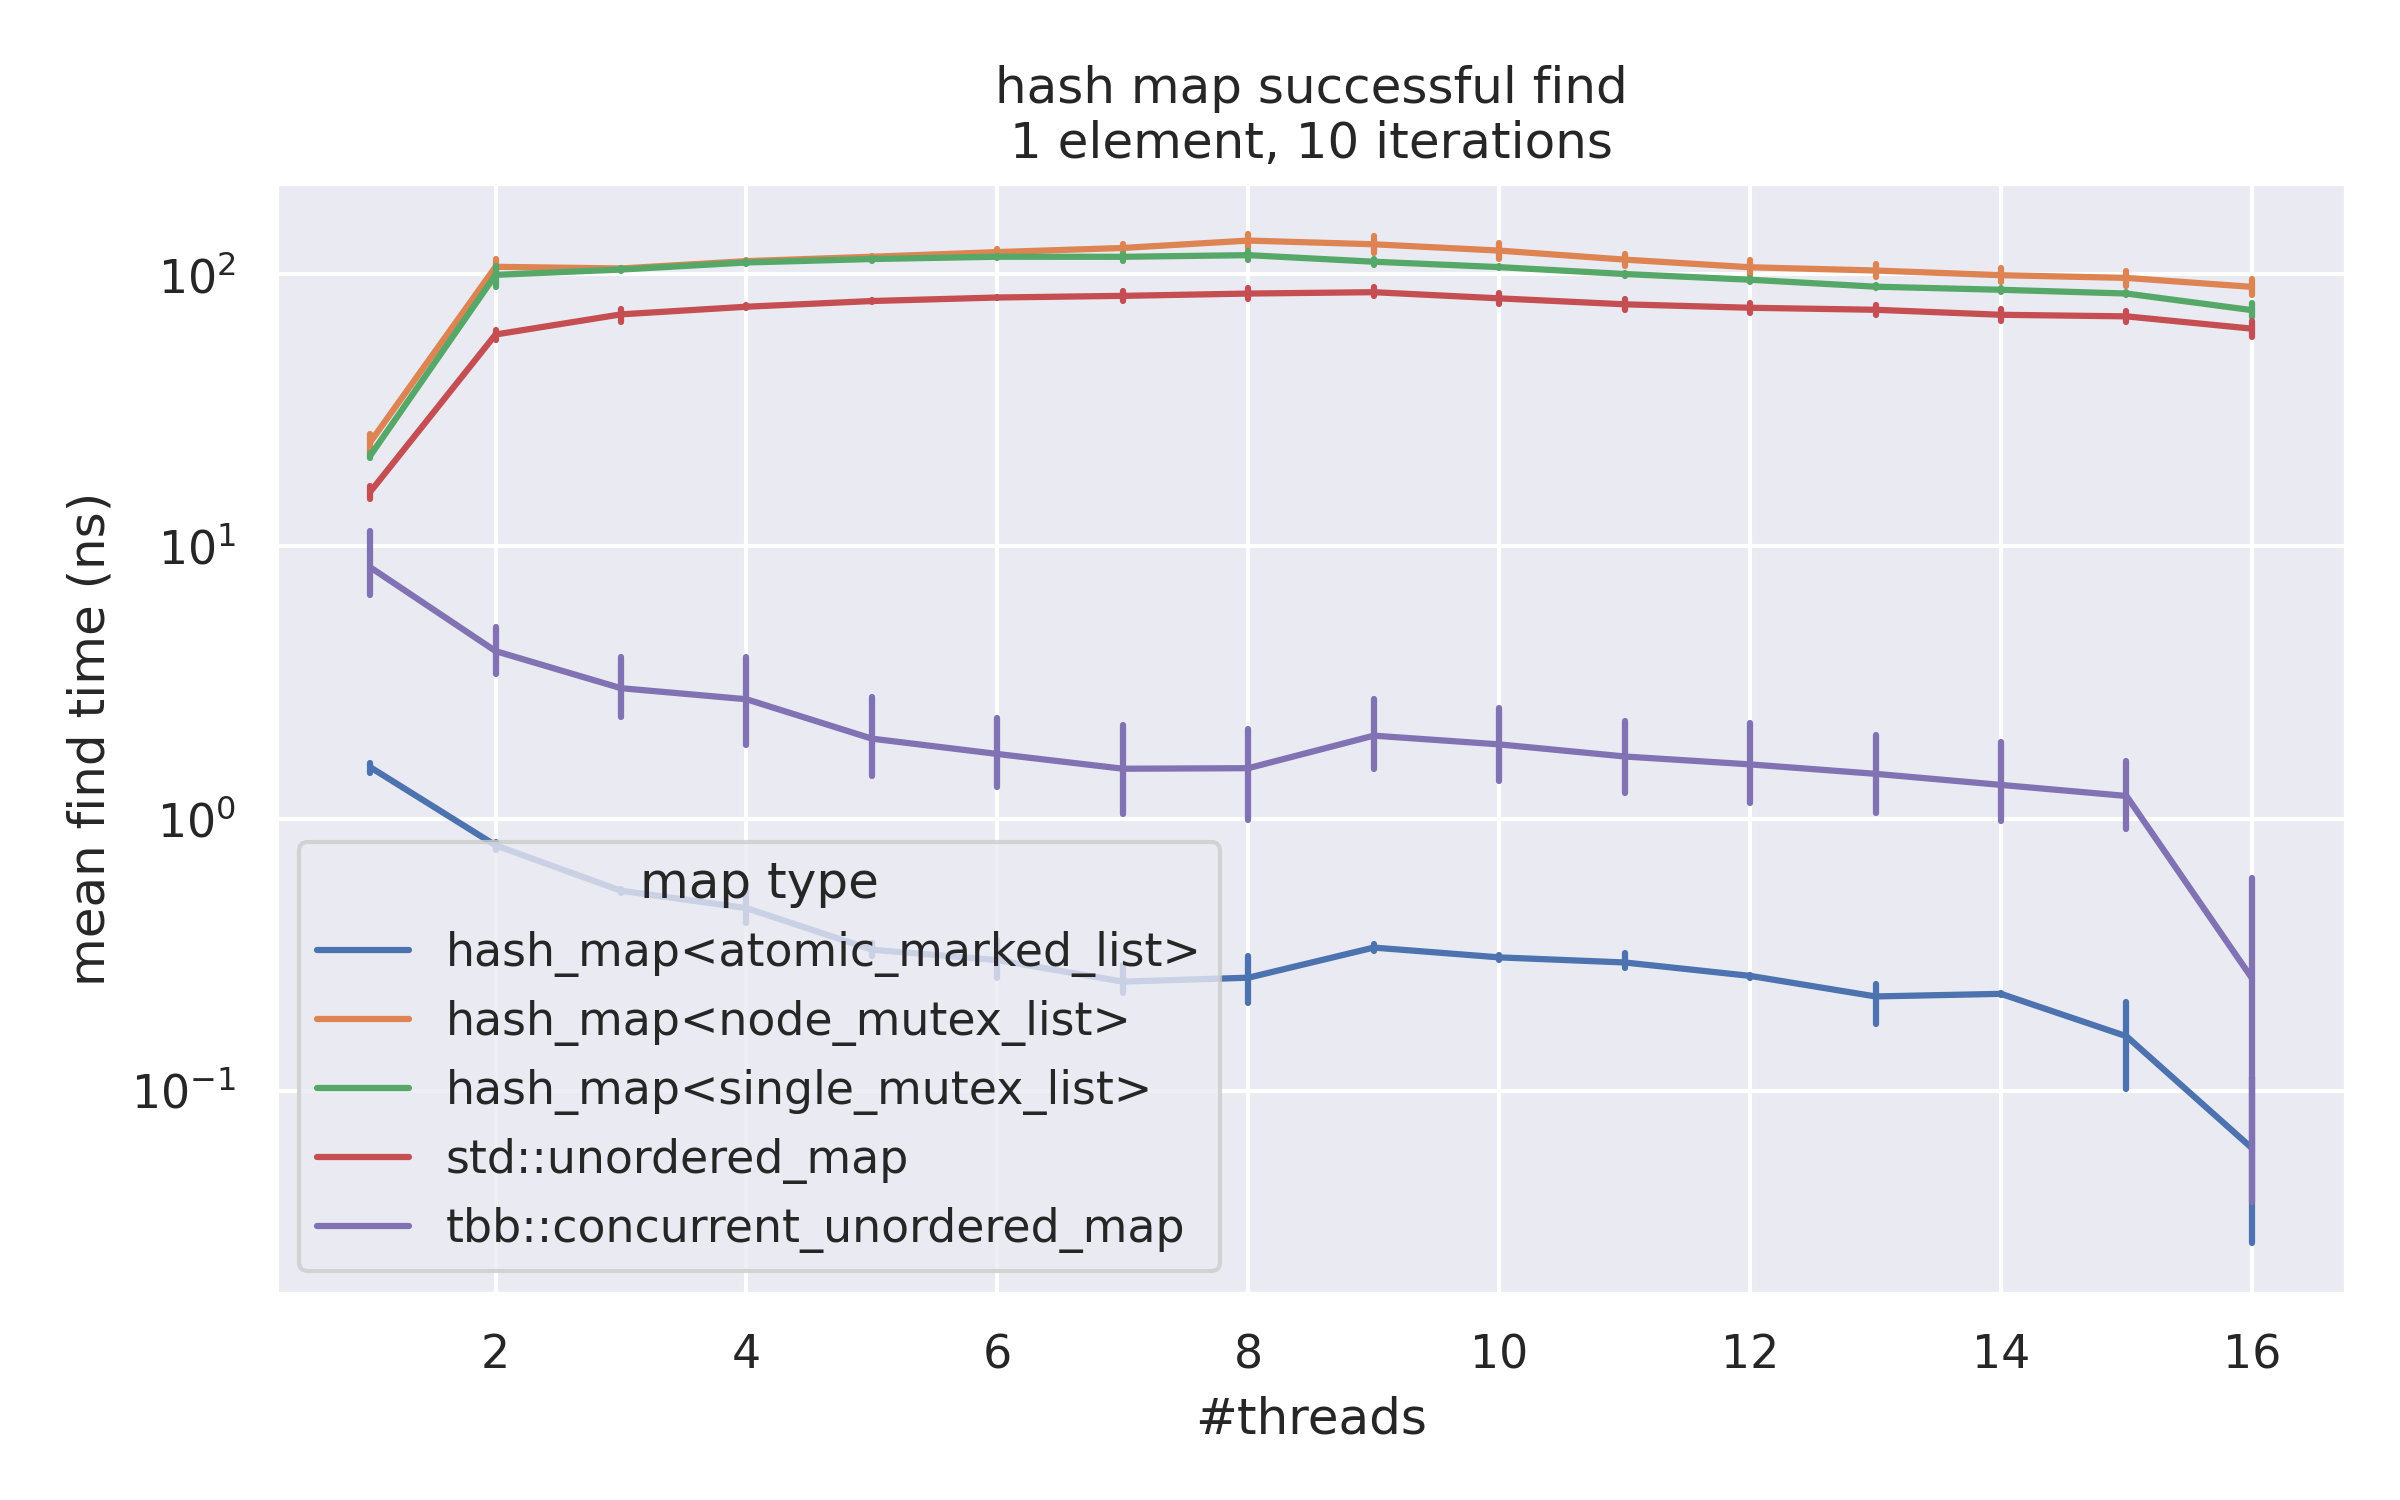 hash map successful find
1 element, 10 iterations
mean find time (ns)
10²
10¹
10⁰
10⁻¹
map type
hash_map<atomic_marked_list>
hash_map<node_mutex_list>
hash_map<single_mutex_list>
std::unordered_map
tbb::concurrent_unordered_map
2 4 6 8 10 12 14 16
#threads